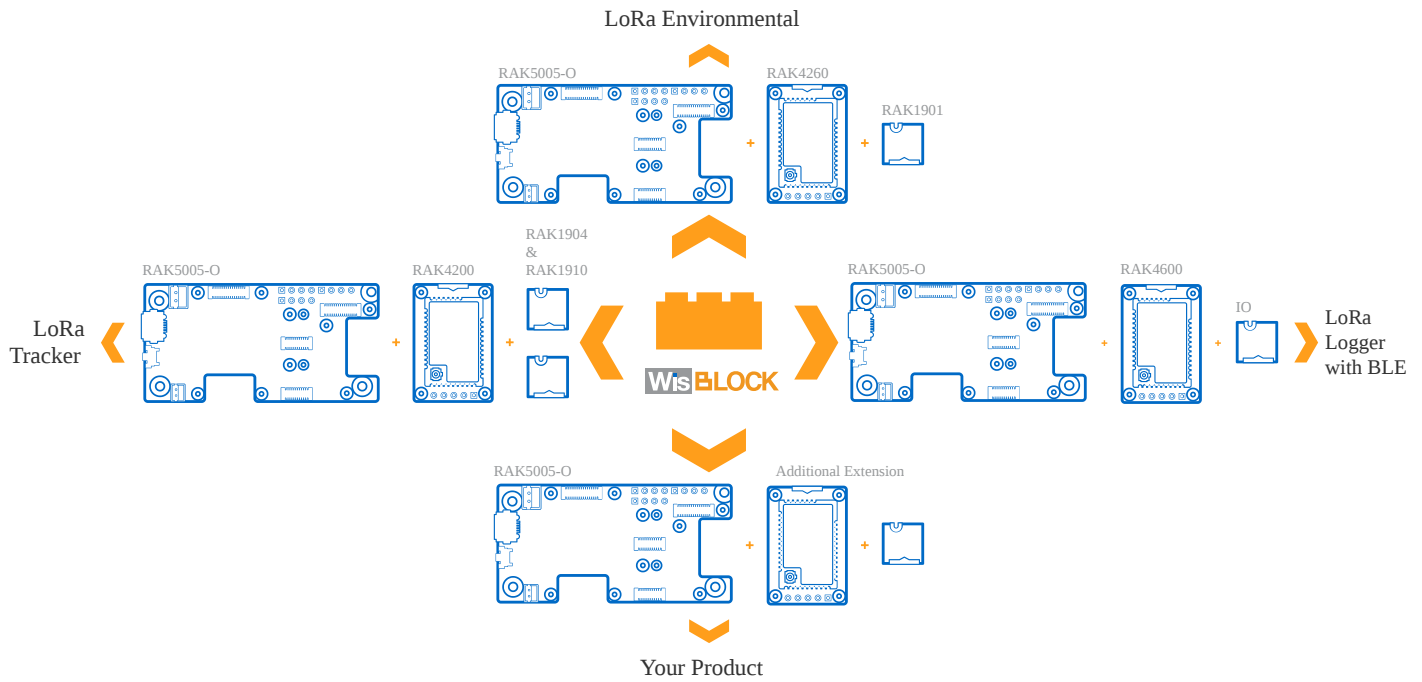 LoRa Environmental
RAK5005-O
RAK4260
RAK1901
RAK1904
&
RAK1910
RAK5005-O
RAK4200
LoRa
Tracker
WisBLOCK
RAK5005-O
RAK4600
IO
LoRa
Logger
with BLE
RAK5005-O
Additional Extension
Your Product